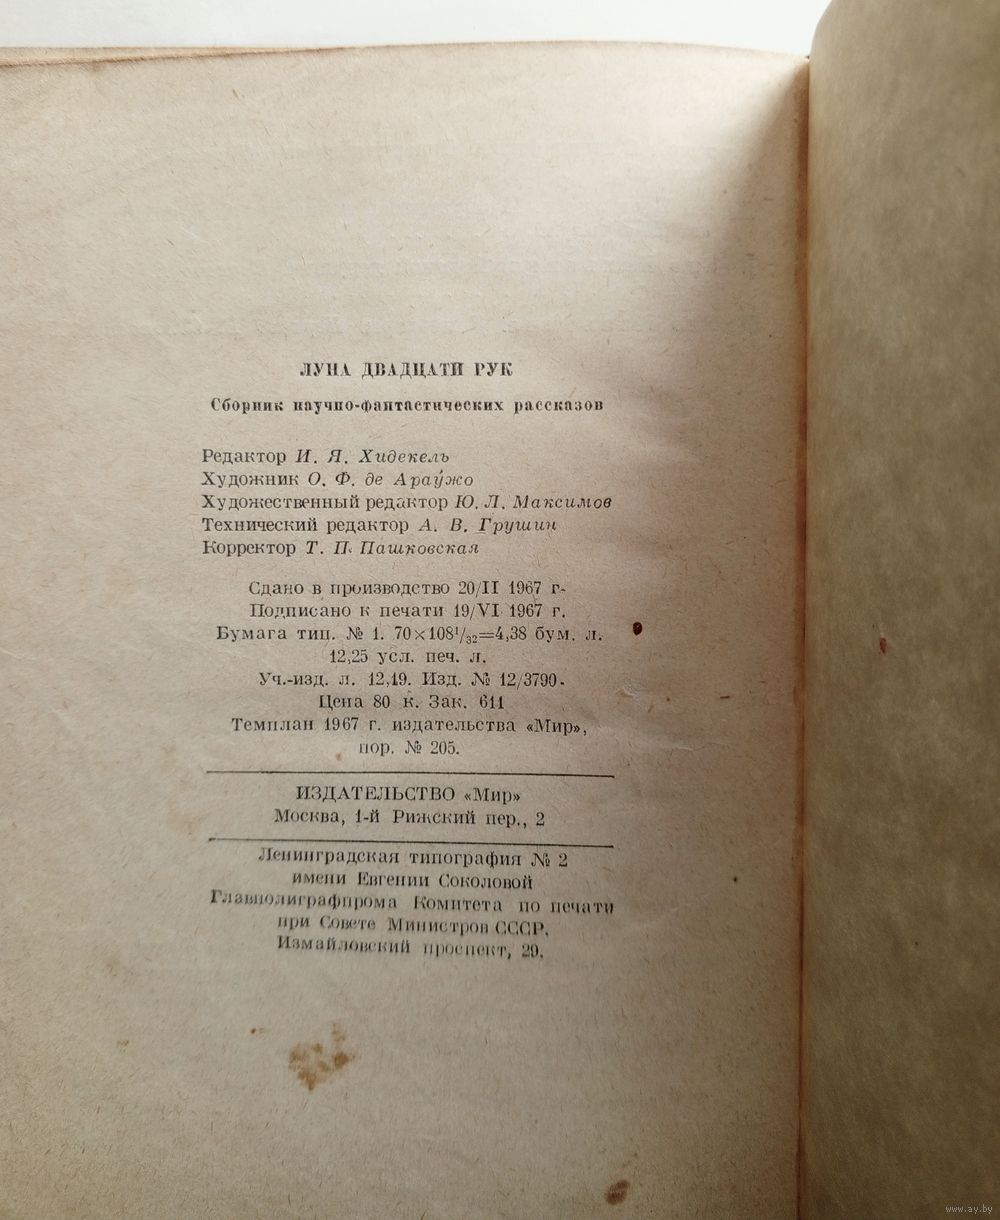 ЛУНА ДВАДЦАТИ РУК
Сборник научно-фантастических рассказов
Редактор И. Я. Хидекель
Художник О. Ф. де Араужо
Художественный редактор Ю. Л. Максимов
Технический редактор А. В. Грушин
Корректор Т. П. Пашковская
Сдано в производство 20/II 1967 г.
Подписано к печати 19/VI 1967 г.
Бумага тип. № 1. 70×108¹/₃₂=4,38 бум. л.
12,25 усл. печ. л.
Уч.-изд. л. 12,19. Изд. № 12/3790.
Цена 80 к. Зак. 611
Темплан 1967 г. издательства «Мир»,
пор. № 205.
ИЗДАТЕЛЬСТВО «Мир»
Москва, 1-й Рижский пер., 2
Ленинградская типография № 2
имени Евгении Соколовой
Главполиграфпрома Комитета по печати
при Совете Министров СССР.
Измайловский проспект, 29.
www.ay.by